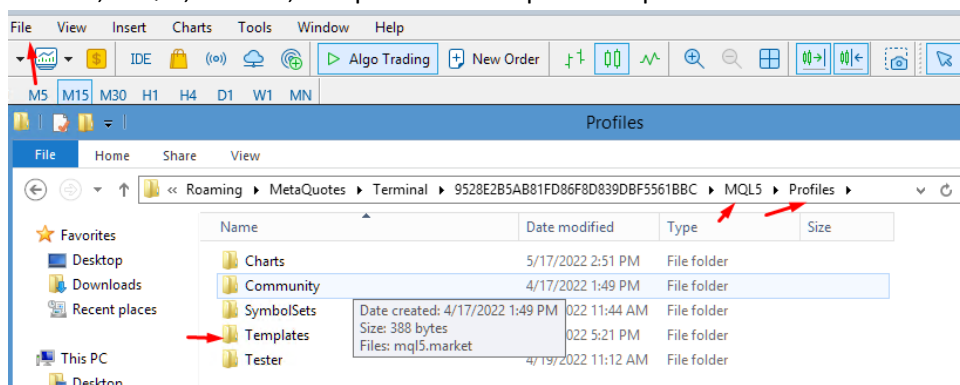 File View Insert Charts Tools Window Help
IDE Algo Trading New Order
M5 M15 M30 H1 H4 D1 W1 MN
Profiles
File Home Share View
« Roaming MetaQuotes Terminal 9528E2B5AB81FD86F8D839DBF5561BBC MQL5 Profiles
Name Date modified Type Size
Favorites
Desktop
Downloads
Recent places
This PC
Desktop
Charts 5/17/2022 2:51 PM File folder
Community 4/17/2022 1:49 PM File folder
SymbolSets 022 11:44 AM File folder
Templates 022 5:21 PM File folder
Tester 4/19/2022 11:12 AM File folder
Date created: 4/17/2022 1:49 PM
Size: 388 bytes
Files: mql5.market